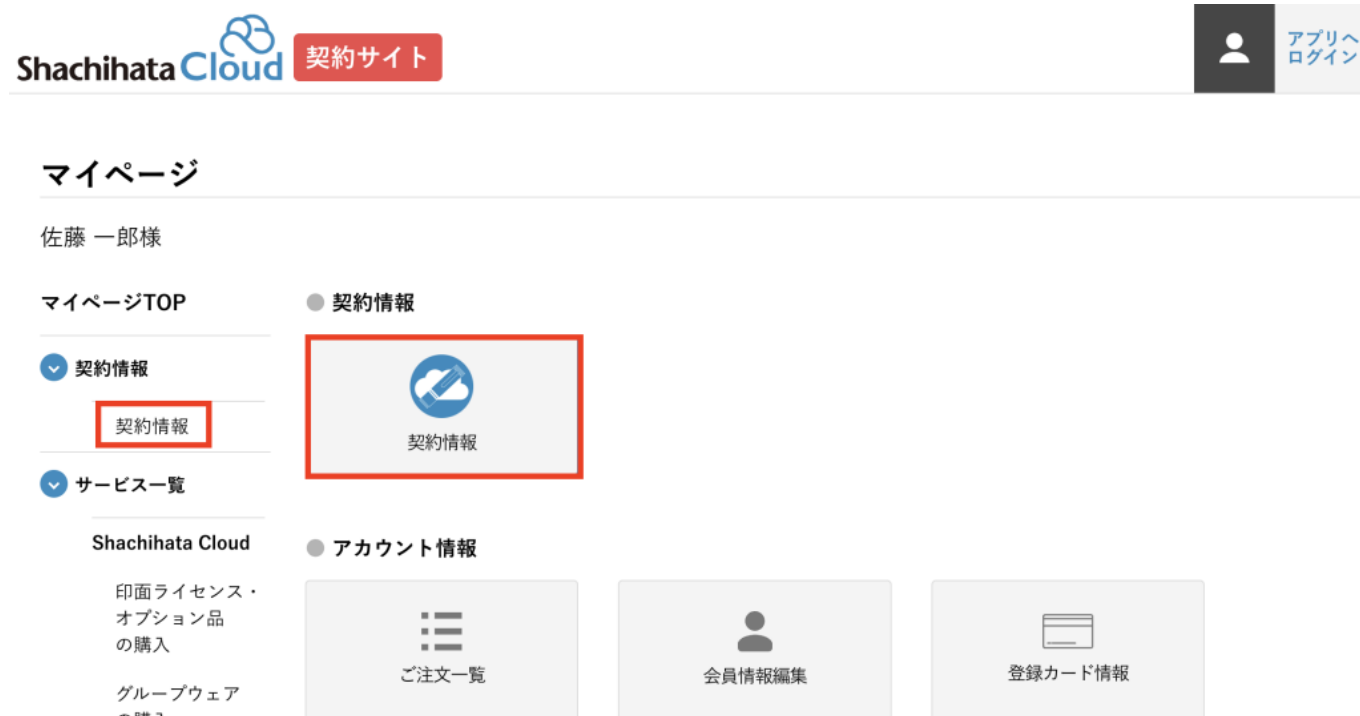 Shachihata Cloud 契約サイト
アプリへ
ログイン
マイページ
佐藤 一郎様
マイページTOP
契約情報
契約情報
サービス一覧
Shachihata Cloud
印面ライセンス・
オプション品
の購入
グループウェア
の購入
契約情報
契約情報
アカウント情報
ご注文一覧
会員情報編集
登録カード情報